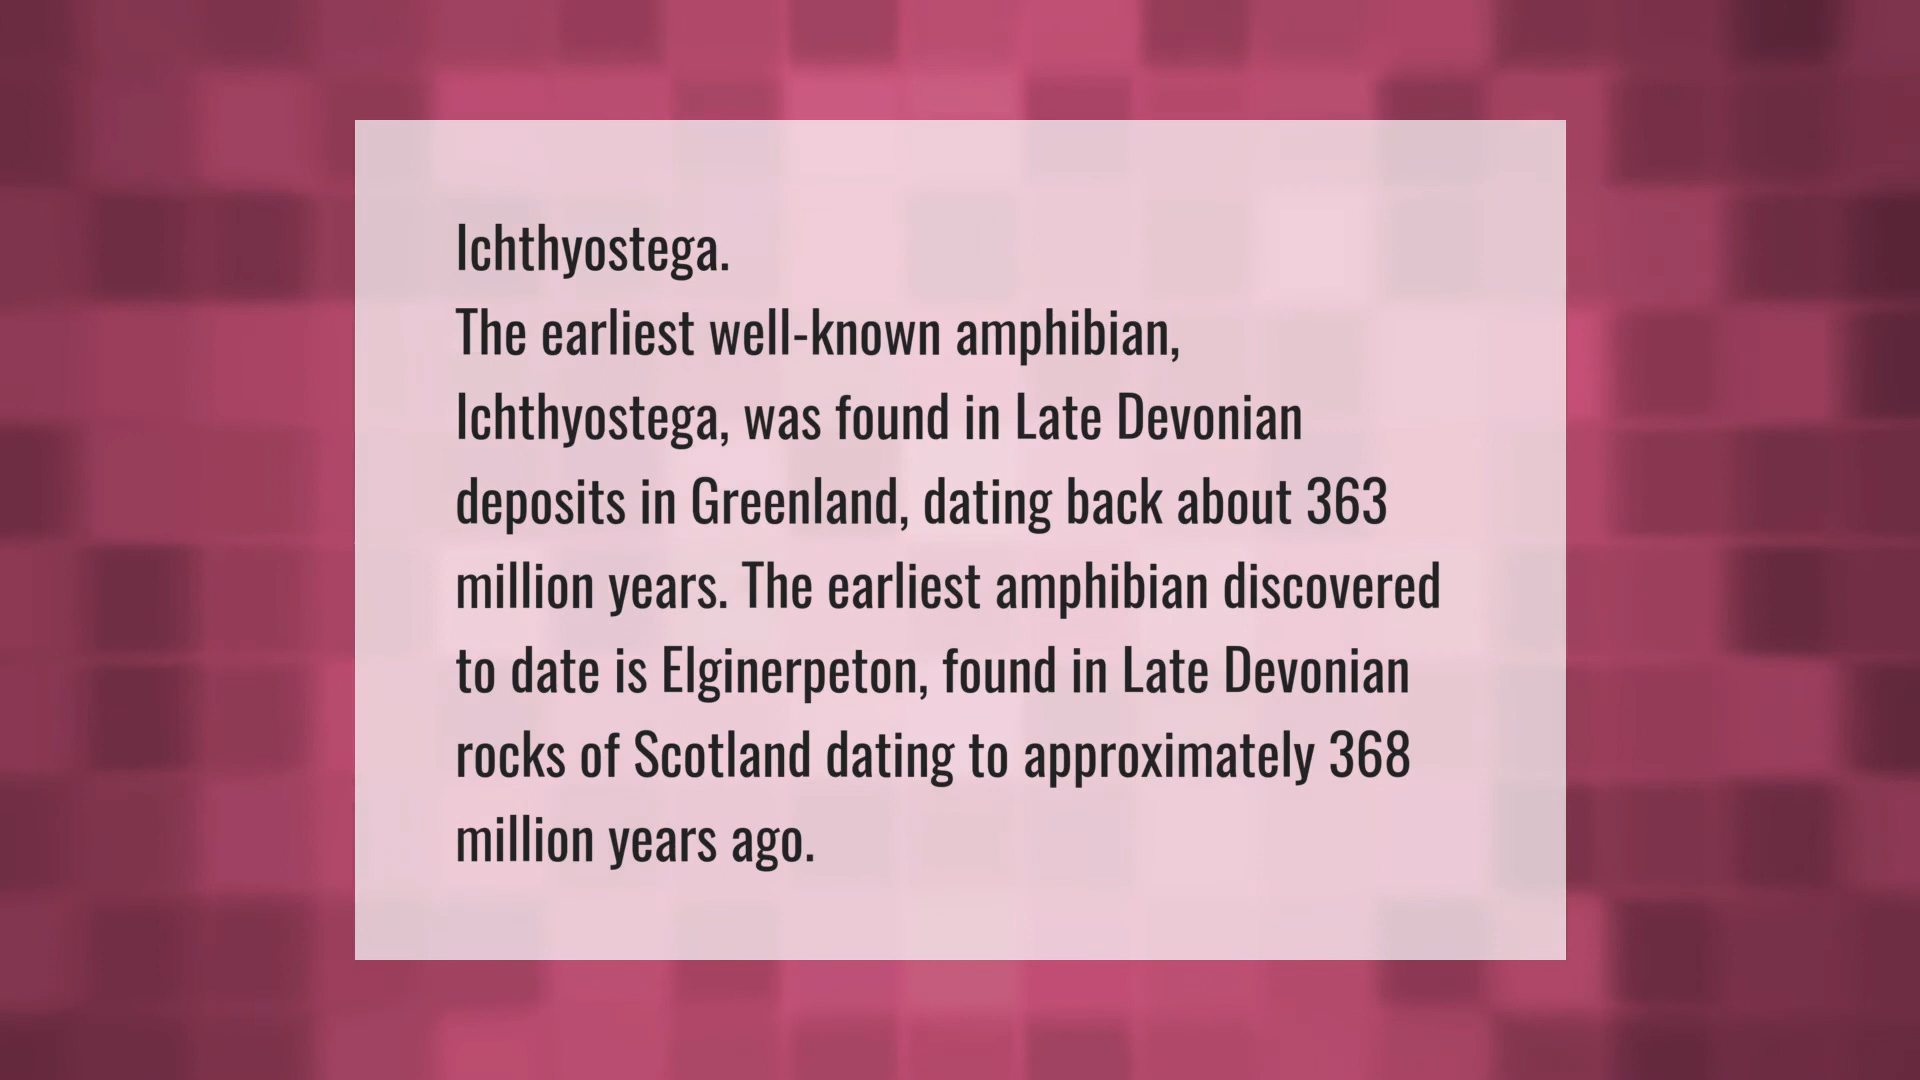 Ichthyostega.
The earliest well-known amphibian,
Ichthyostega, was found in Late Devonian
deposits in Greenland, dating back about 363
million years. The earliest amphibian discovered
to date is Elginerpeton, found in Late Devonian
rocks of Scotland dating to approximately 368
million years ago.